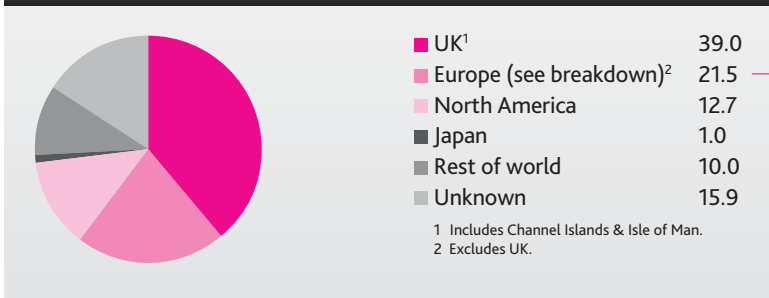 UK¹ 39.0
Europe (see breakdown)² 21.5
North America 12.7
Japan 1.0
Rest of world 10.0
Unknown 15.9
1 Includes Channel Islands & Isle of Man.
2 Excludes UK.